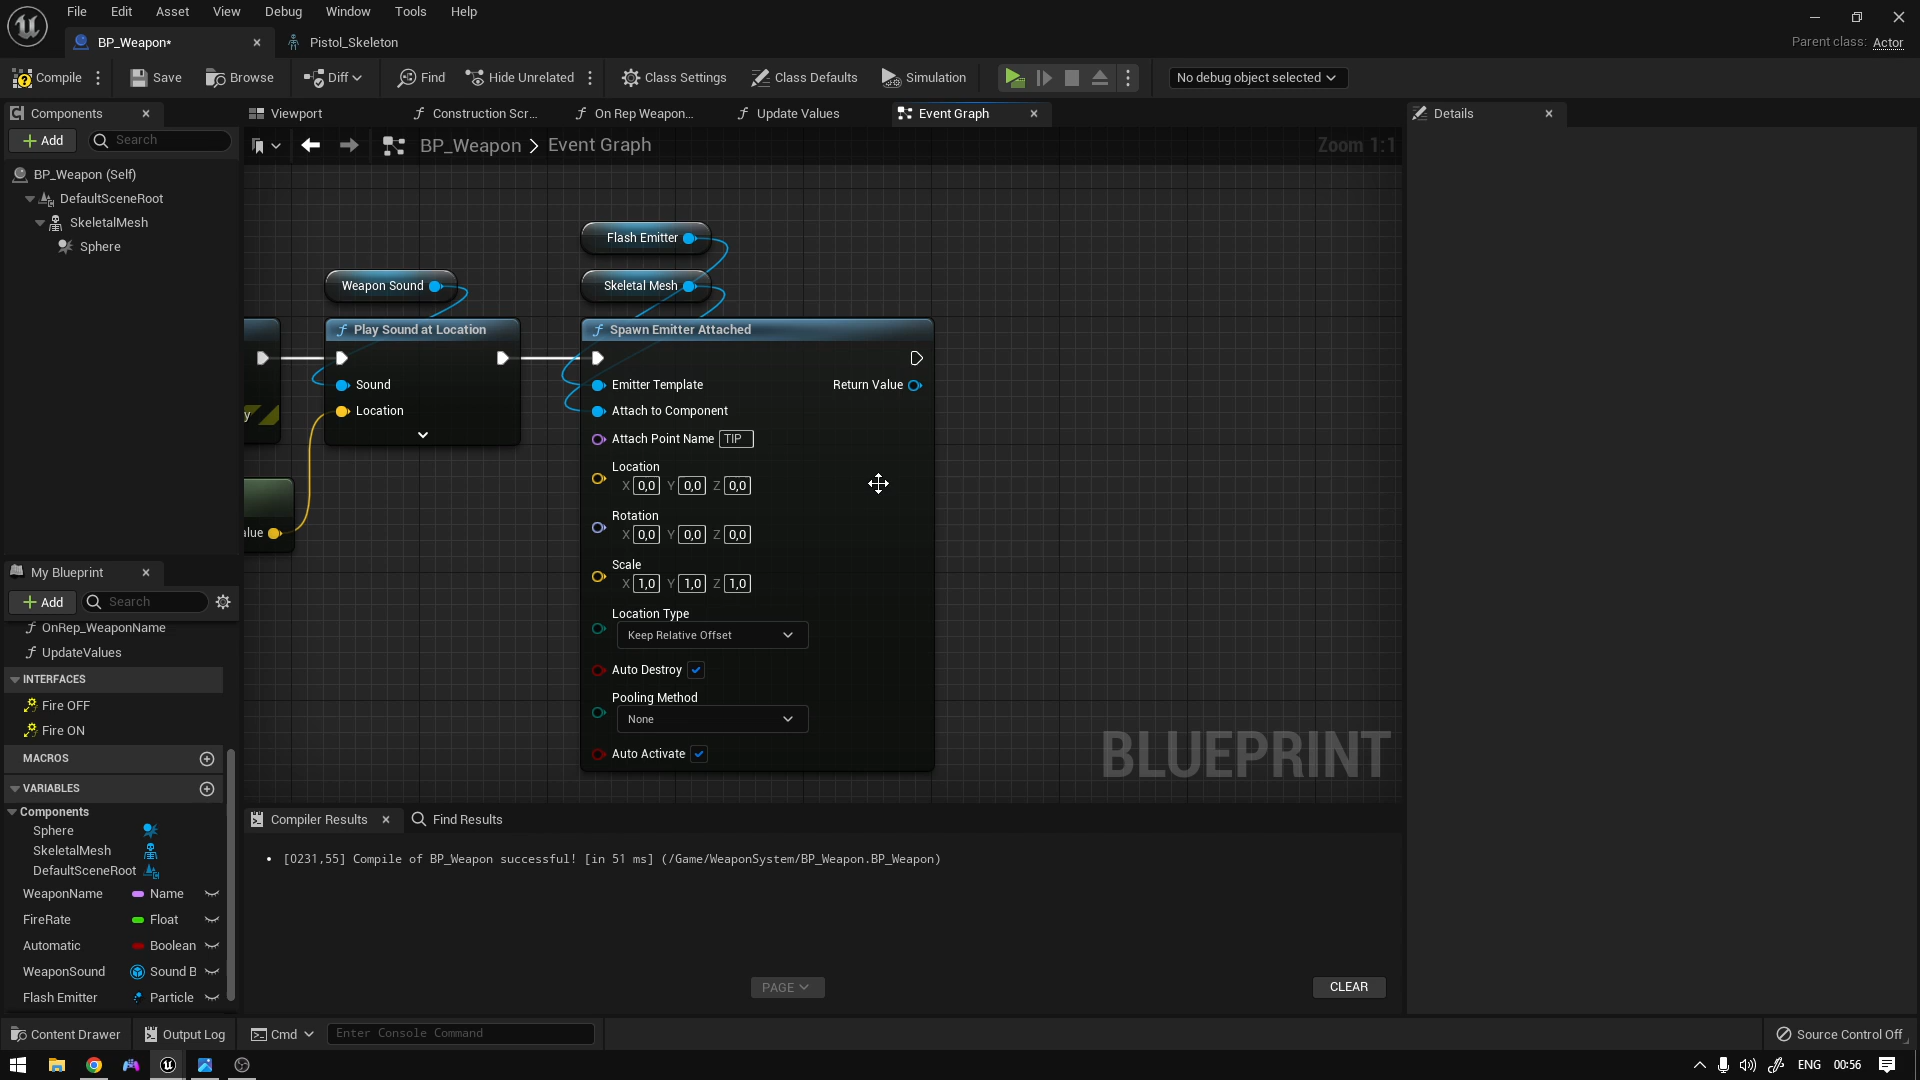 File Edit Asset View Debug Window Tools Help
BP_Weapon*
Pistol_Skeleton
Parent class: Actor
Compile
Save
Browse
Diff
Find
Hide Unrelated
Class Settings
Class Defaults
Simulation
No debug object selected
Components
Viewport
Construction Scr...
On Rep Weapon...
Update Values
Event Graph
Details
Add
Search
BP_Weapon > Event Graph
Zoom 1:1
BP_Weapon (Self)
DefaultSceneRoot
SkeletalMesh
Sphere
Flash Emitter
Skeletal Mesh
Weapon Sound
Play Sound at Location
Sound
Location
Spawn Emitter Attached
Emitter Template
Return Value
Attach to Component
Attach Point Name TIP
Location
X 0,0 Y 0,0 Z 0,0
Rotation
X 0,0 Y 0,0 Z 0,0
Scale
X 1,0 Y 1,0 Z 1,0
Location Type
Keep Relative Offset
Auto Destroy
Pooling Method
None
Auto Activate
y
alue
BLUEPRINT
My Blueprint
Add
Search
OnRep_WeaponName
UpdateValues
INTERFACES
Fire OFF
Fire ON
MACROS
VARIABLES
Components
Sphere
SkeletalMesh
DefaultSceneRoot
WeaponName Name
FireRate Float
Automatic Boolean
WeaponSound Sound B
Flash Emitter Particle
Compiler Results
Find Results
[0231,55] Compile of BP_Weapon successful! [in 51 ms] (/Game/WeaponSystem/BP_Weapon.BP_Weapon)
PAGE
CLEAR
Content Drawer
Output Log
Cmd
Enter Console Command
Source Control Off
ENG
00:56